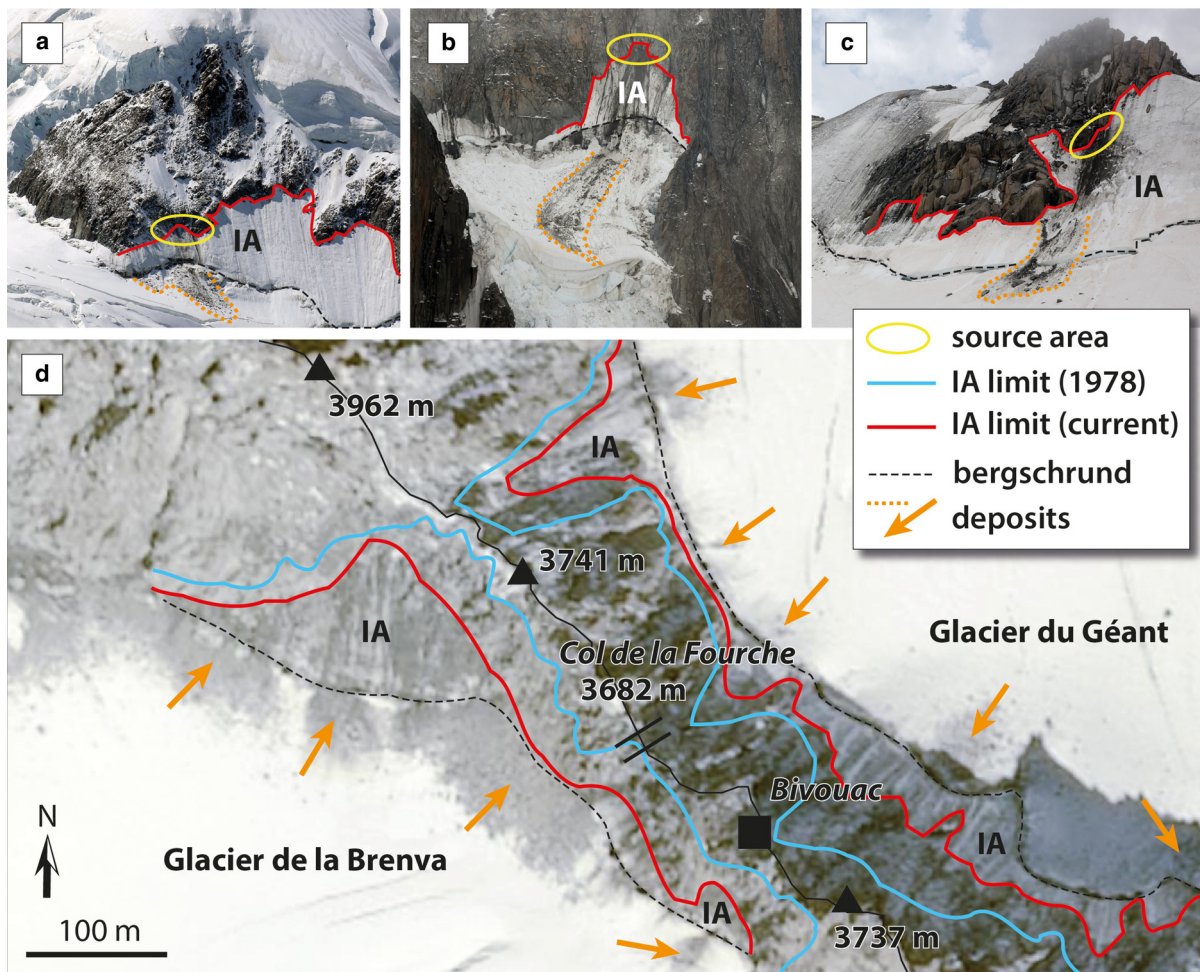 a
b
c
IA
IA
IA
source area
IA limit (1978)
IA limit (current)
bergschrund
deposits
d
3962 m
IA
3741 m
Col de la Fourche
3682 m
IA
Glacier du Géant
Bivouac
IA
Glacier de la Brenva
IA
3737 m
N
100 m